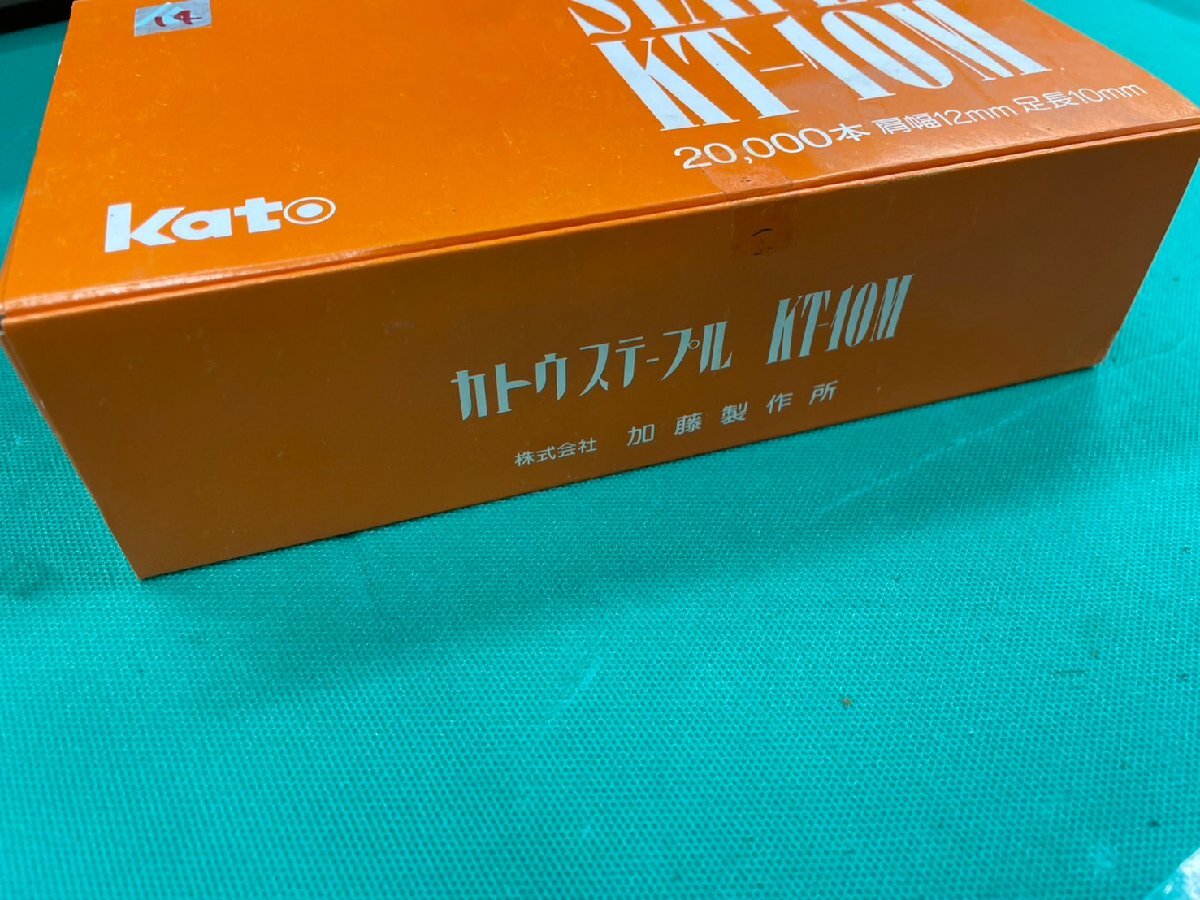 14
KT-10M
20,000本 肩幅12mm 足長10mm
Kato
カトウステープル KT-10M
株式会社 加藤製作所